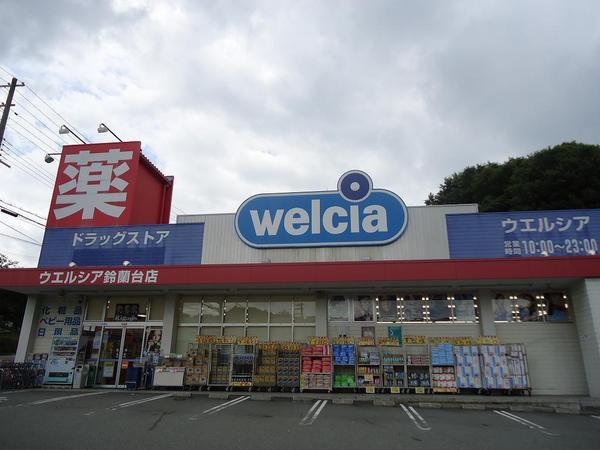 薬
welcia
ドラッグストア
ウエルシア
営業時間 10:00~23:00
ウエルシア鈴蘭台店
化粧品
ベビー用品
日用品